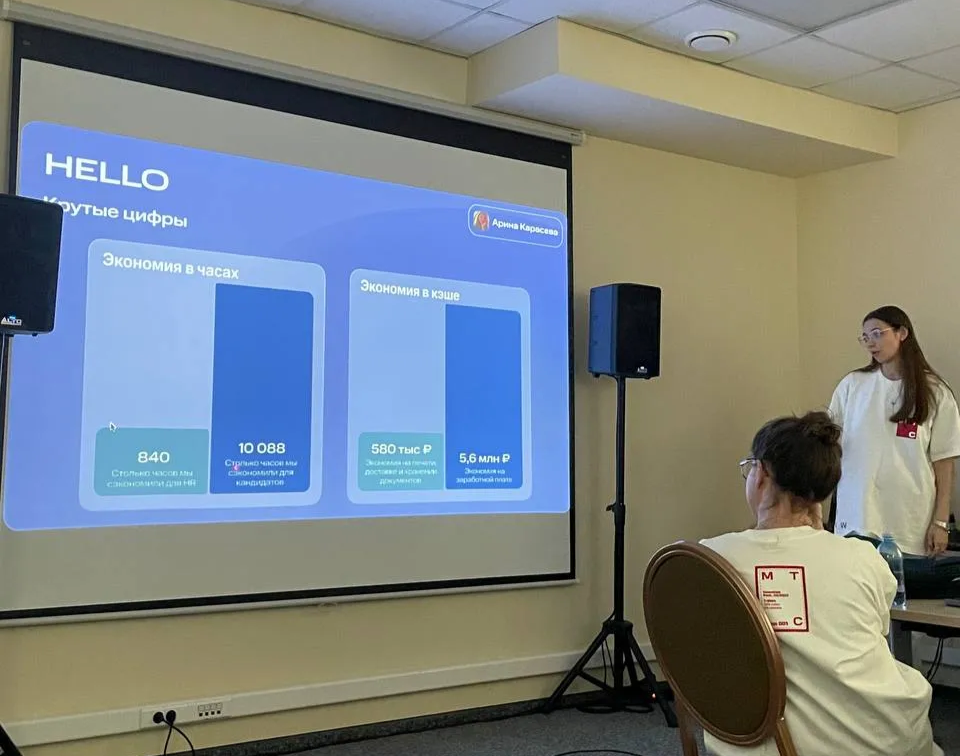 HELLO
Крутые цифры
Арина Карасева
Экономия в часах
840
Столько часов мы
сэкономили для HR
10 088
Столько часов мы
сэкономили для
кандидатов
Экономия в кэше
580 тыс ₽
Экономия на печати,
доставке и хранении
документов
5,6 млн ₽
Экономия на
заработной плате
ALTO
С
М Т
С